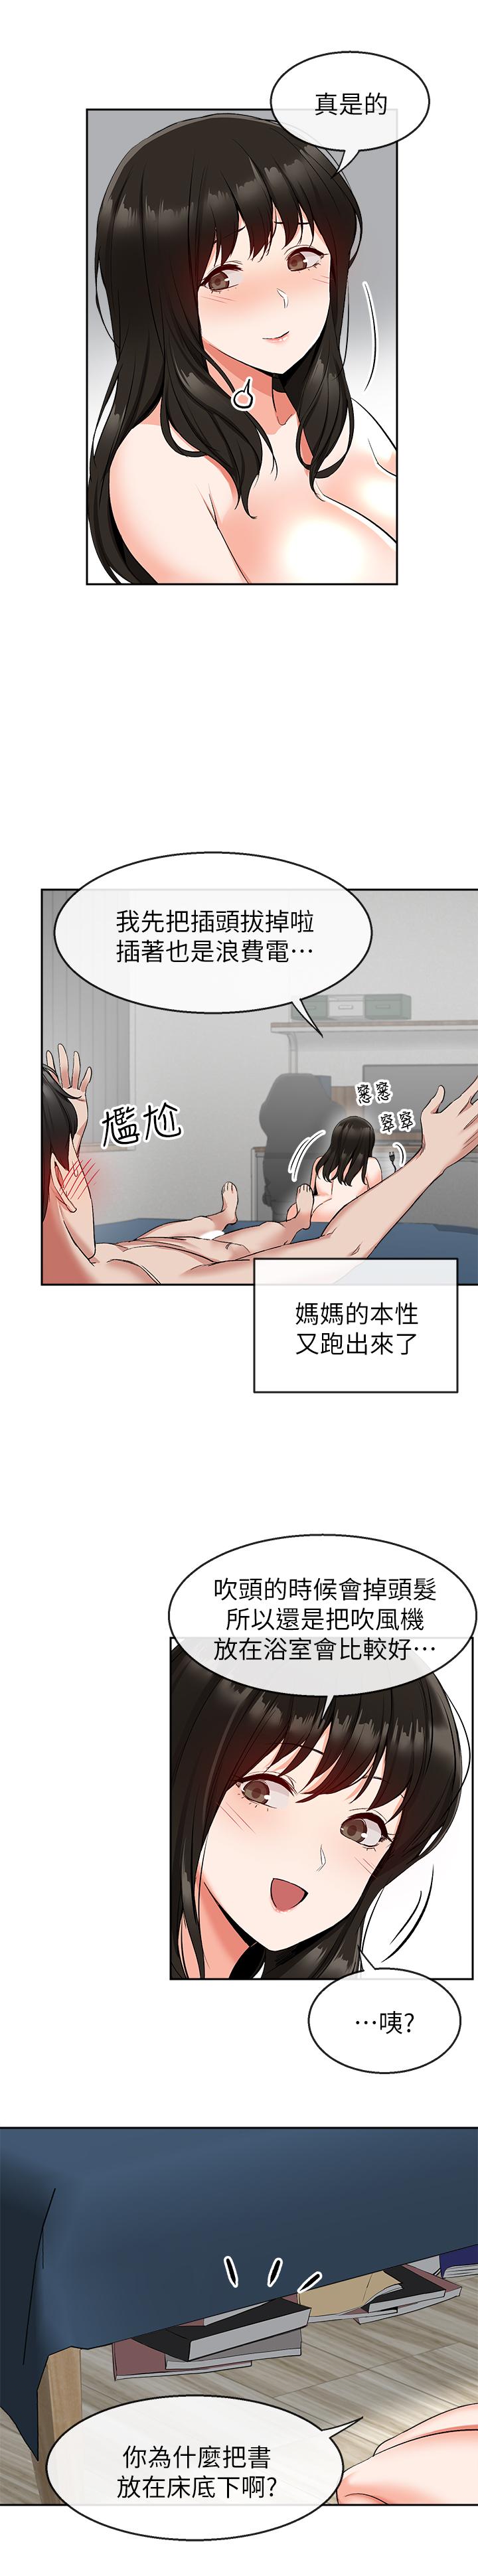 真是的
我先把插頭拔掉啦
插著也是浪費電⋯
尷尬
窸窸
窣窣
媽媽的本性
又跑出來了
吹頭的時候會掉頭髮
所以還是把吹風機
放在浴室會比較好⋯
⋯咦?
你為什麼把書
放在床底下啊?